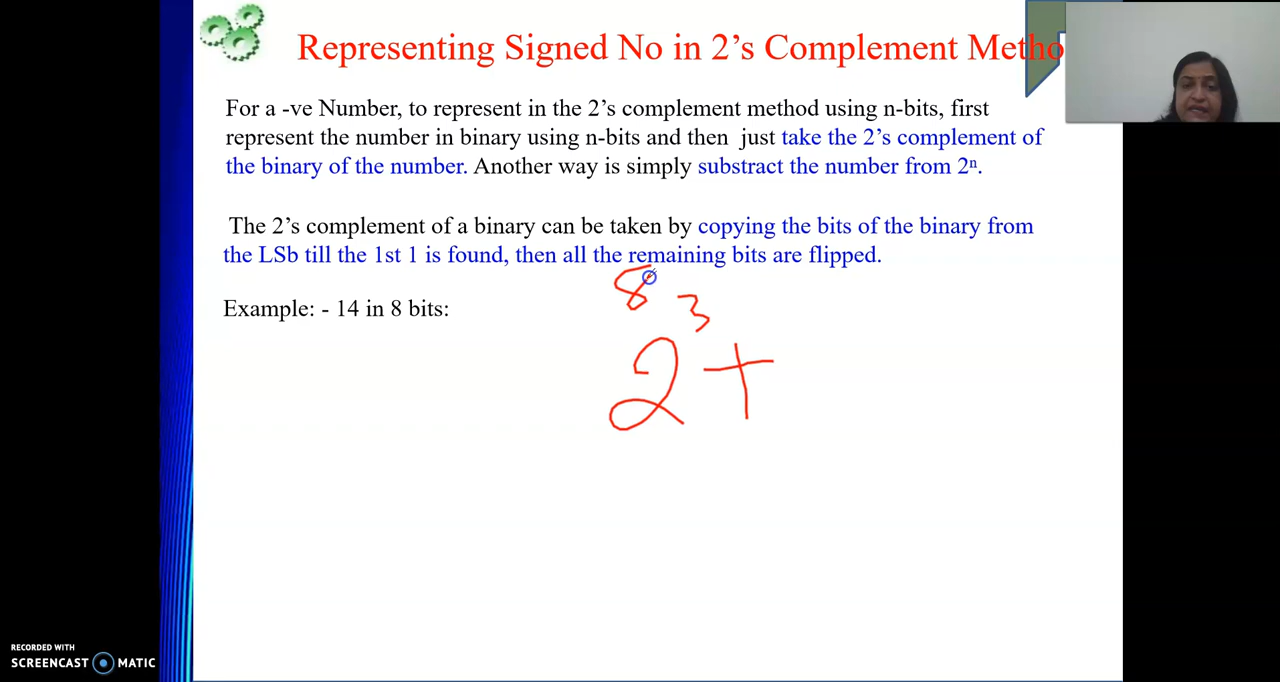 Representing Signed No in 2's Complement Metho
For a -ve Number, to represent in the 2's complement method using n-bits, first
represent the number in binary using n-bits and then just take the 2's complement of
the binary of the number. Another way is simply substract the number from 2ⁿ.
The 2's complement of a binary can be taken by copying the bits of the binary from
the LSb till the 1st 1 is found, then all the remaining bits are flipped.
Example: - 14 in 8 bits:
8 3
2 +
RECORDED WITH
SCREENCAST MATIC